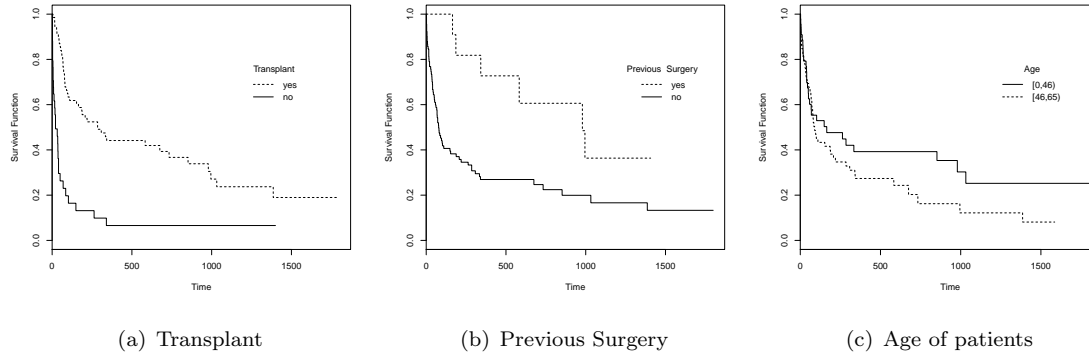 Survival Function
1.0
0.8
0.6
0.4
0.2
0.0
Transplant
yes
no
0
500
1000
1500
Time
(a) Transplant
Survival Function
1.0
0.8
0.6
0.4
0.2
0.0
Previous Surgery
yes
no
0
500
1000
1500
Time
(b) Previous Surgery
Survival Function
1.0
0.8
0.6
0.4
0.2
0.0
Age
[0,46)
[46,65)
0
500
1000
1500
Time
(c) Age of patients